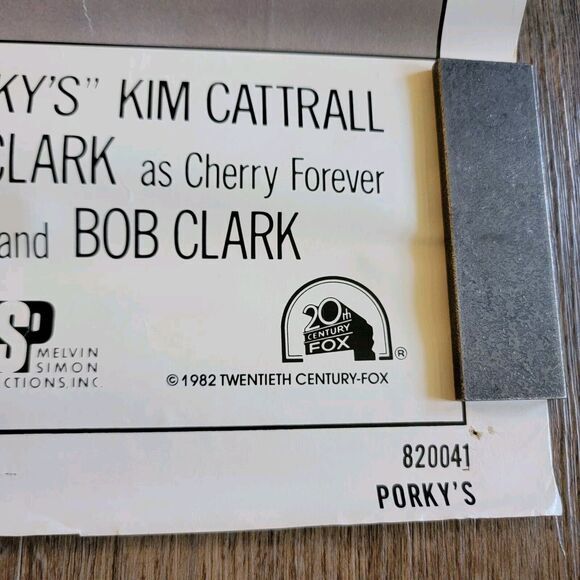 KY'S" KIM CATTRALL
CLARK as Cherry Forever
and BOB CLARK
SP
MELVIN
SIMON
CTIONS, INC.
20th
CENTURY
FOX
®
© 1982 TWENTIETH CENTURY-FOX
820041
PORKY'S